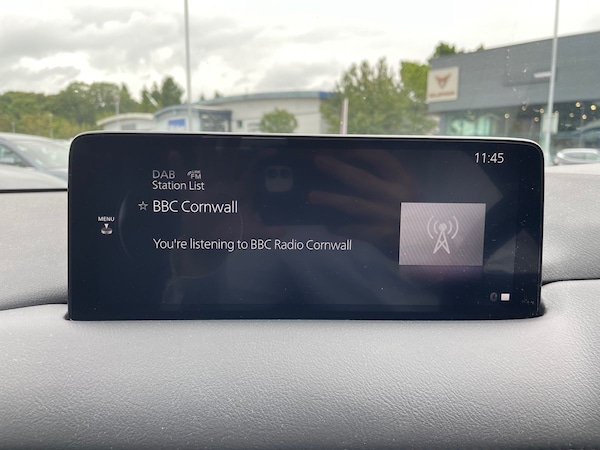 11:45
DAB FM
Station List
☆ BBC Cornwall
MENU
You're listening to BBC Radio Cornwall